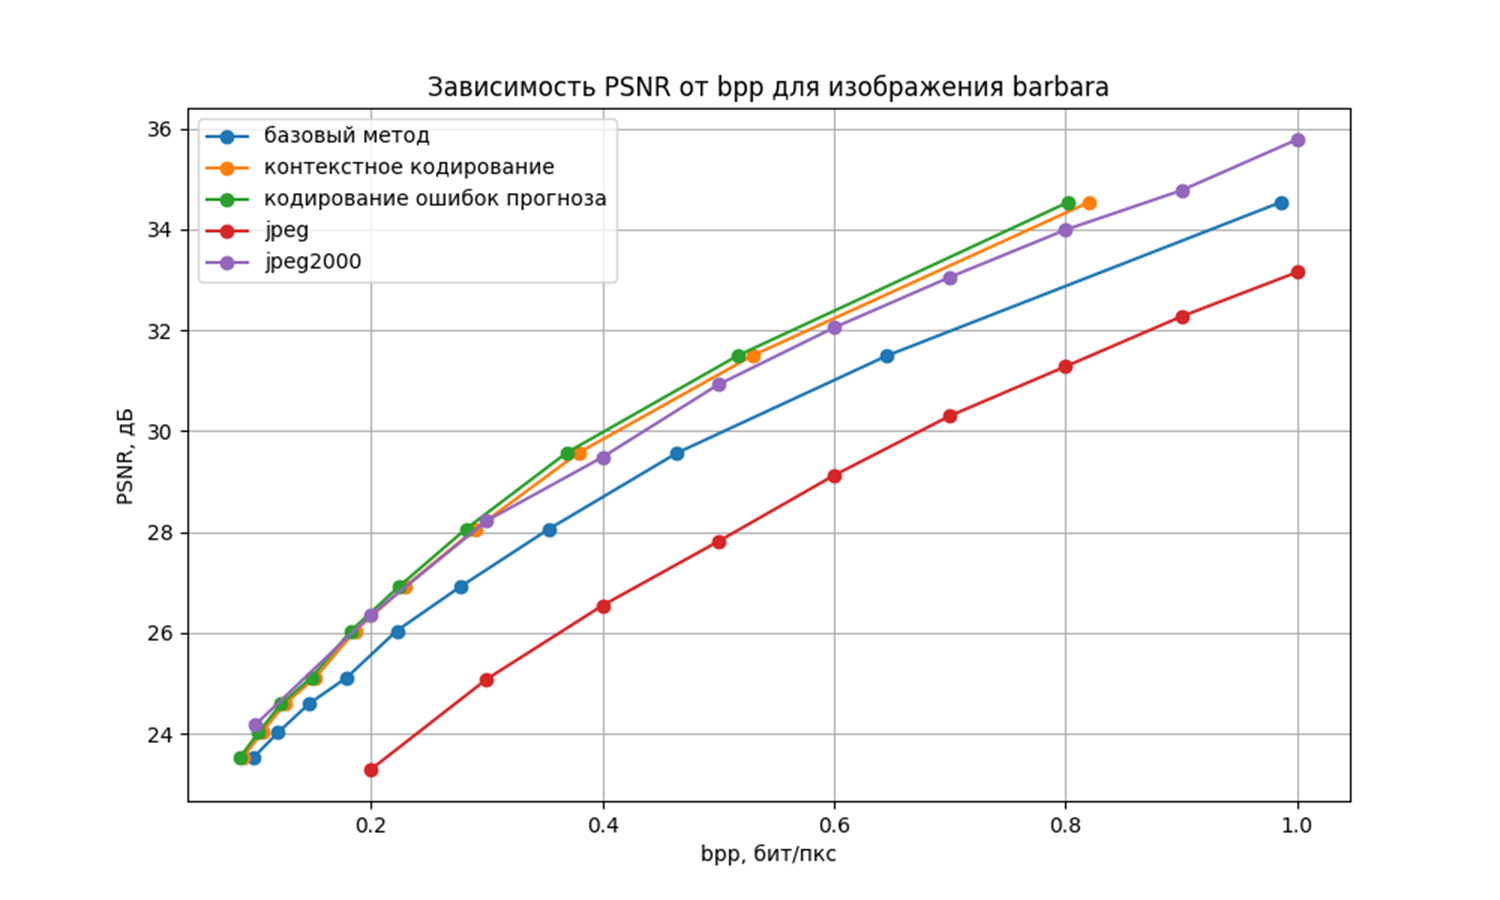 Зависимость PSNR от bpp для изображения barbara
базовый метод
контекстное кодирование
кодирование ошибок прогноза
jpeg
jpeg2000
PSNR, дБ
36
34
32
30
28
26
24
0.2 0.4 0.6 0.8 1.0
bpp, бит/пкс